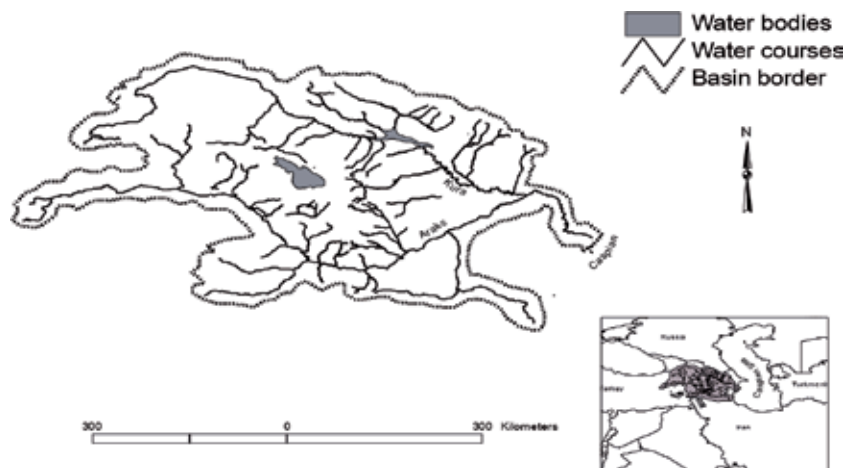 Water bodies
Water courses
Basin border
N
Kura
Araks
Caspian
300 0 300 Kilometers
Russia
Iran